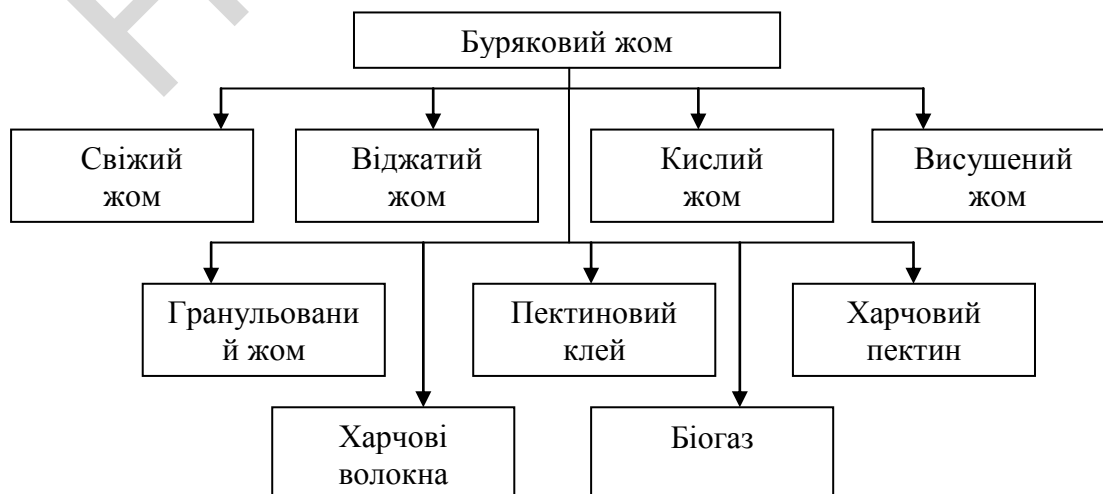 Буряковий жом
Свіжий
жом
Віджатий
жом
Кислий
жом
Висушений
жом
Гранульовани
й жом
Пектиновий
клей
Харчовий
пектин
Харчові
волокна
Біогаз